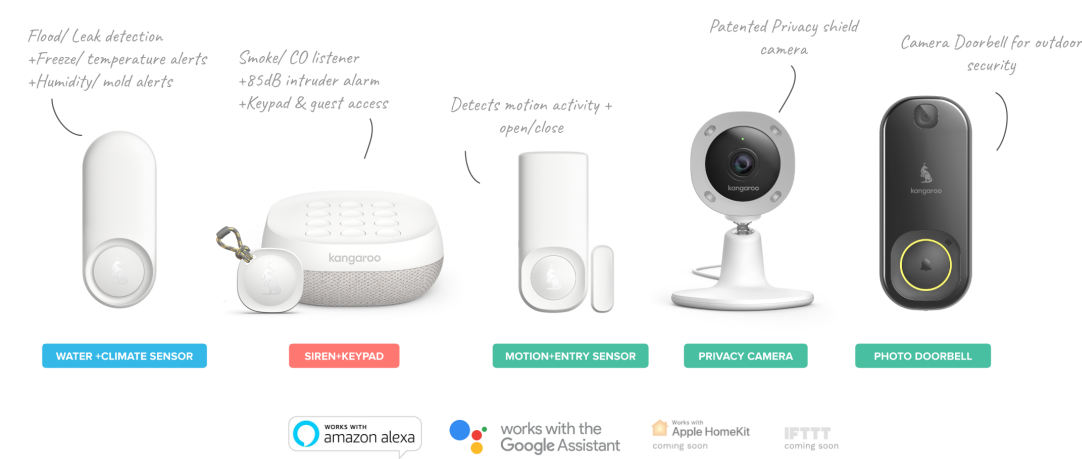 Flood/ Leak detection
+Freeze/ temperature alerts
+Humidity/ mold alerts
Smoke/ CO listener
+85dB intruder alarm
+Keypad & guest access
Detects motion activity +
open/close
Patented Privacy shield
camera
Camera Doorbell for outdoor
security
kangaroo
kangaroo
kangaroo
WATER +CLIMATE SENSOR
SIREN+KEYPAD
MOTION+ENTRY SENSOR
PRIVACY CAMERA
PHOTO DOORBELL
WORKS WITH
amazon alexa
works with the
Google Assistant
Works with
Apple HomeKit
coming soon
IFTTT
coming soon